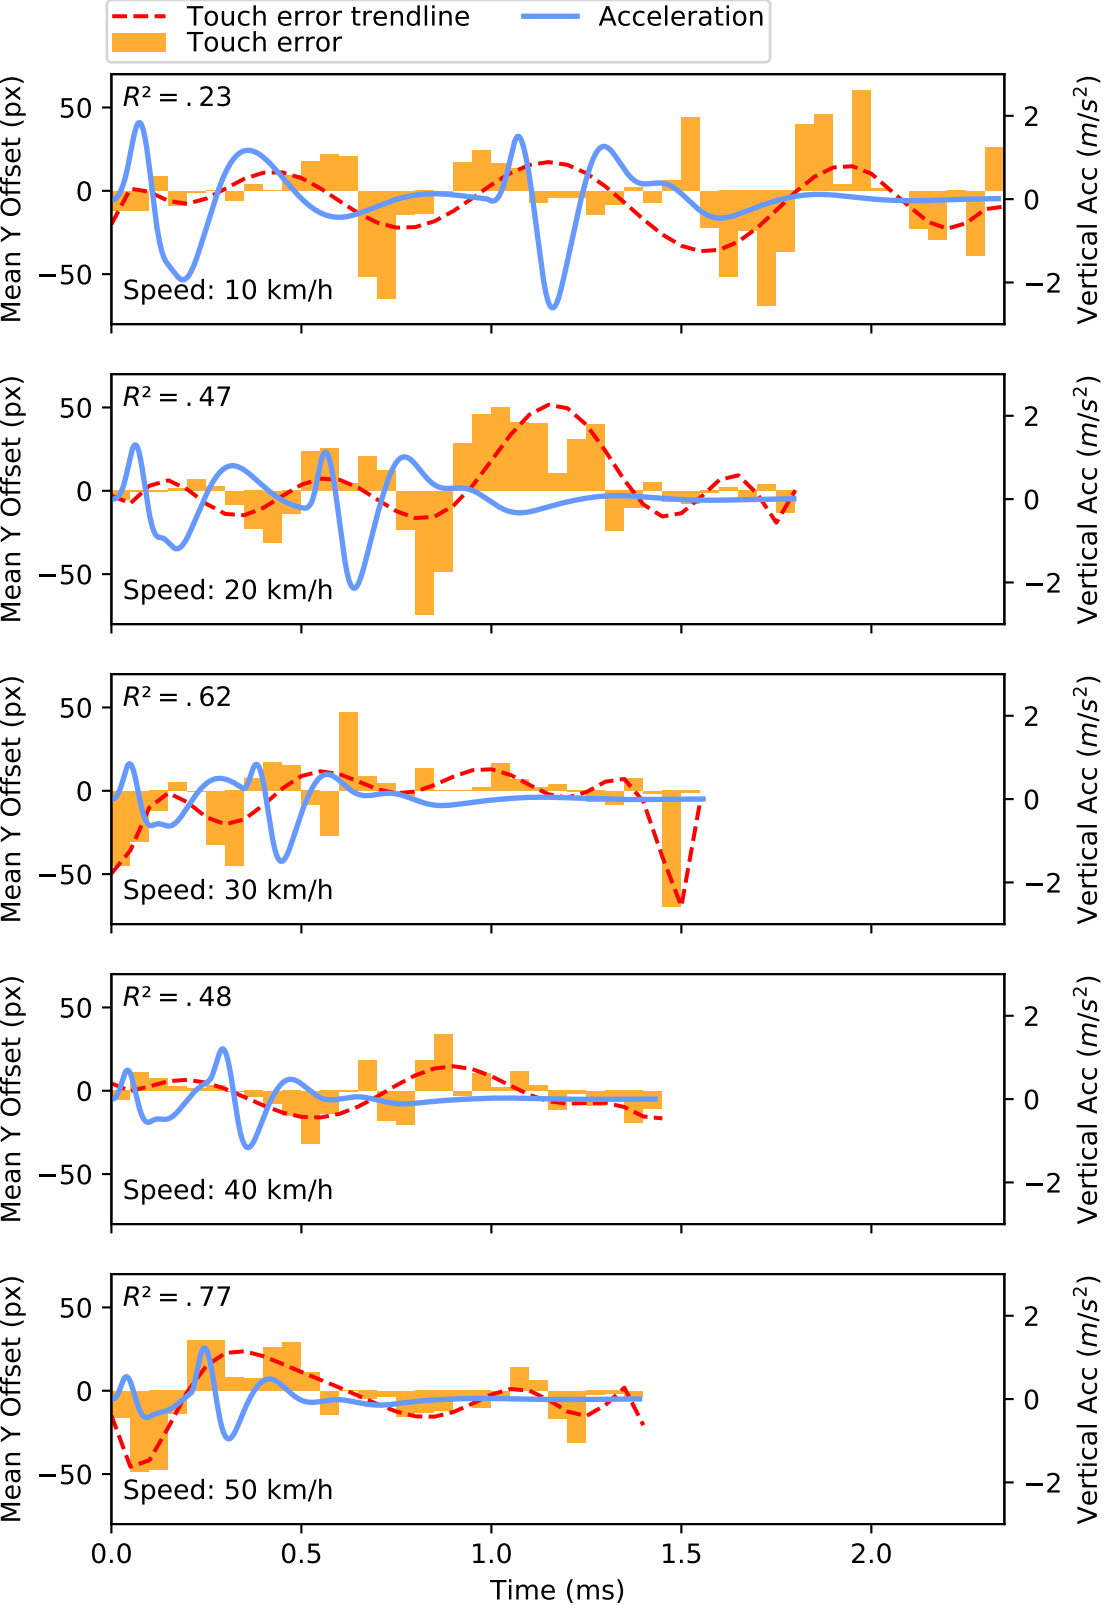 Touch error trendline
Acceleration
Touch error
R² = .23
Speed: 10 km/h
Mean Y Offset (px)
50
0
−50
Vertical Acc (m/s²)
2
0
−2
R² = .47
Speed: 20 km/h
Mean Y Offset (px)
50
0
−50
Vertical Acc (m/s²)
2
0
−2
R² = .62
Speed: 30 km/h
Mean Y Offset (px)
50
0
−50
Vertical Acc (m/s²)
2
0
−2
R² = .48
Speed: 40 km/h
Mean Y Offset (px)
50
0
−50
Vertical Acc (m/s²)
2
0
−2
R² = .77
Speed: 50 km/h
Mean Y Offset (px)
50
0
−50
Vertical Acc (m/s²)
2
0
−2
0.0 0.5 1.0 1.5 2.0
Time (ms)